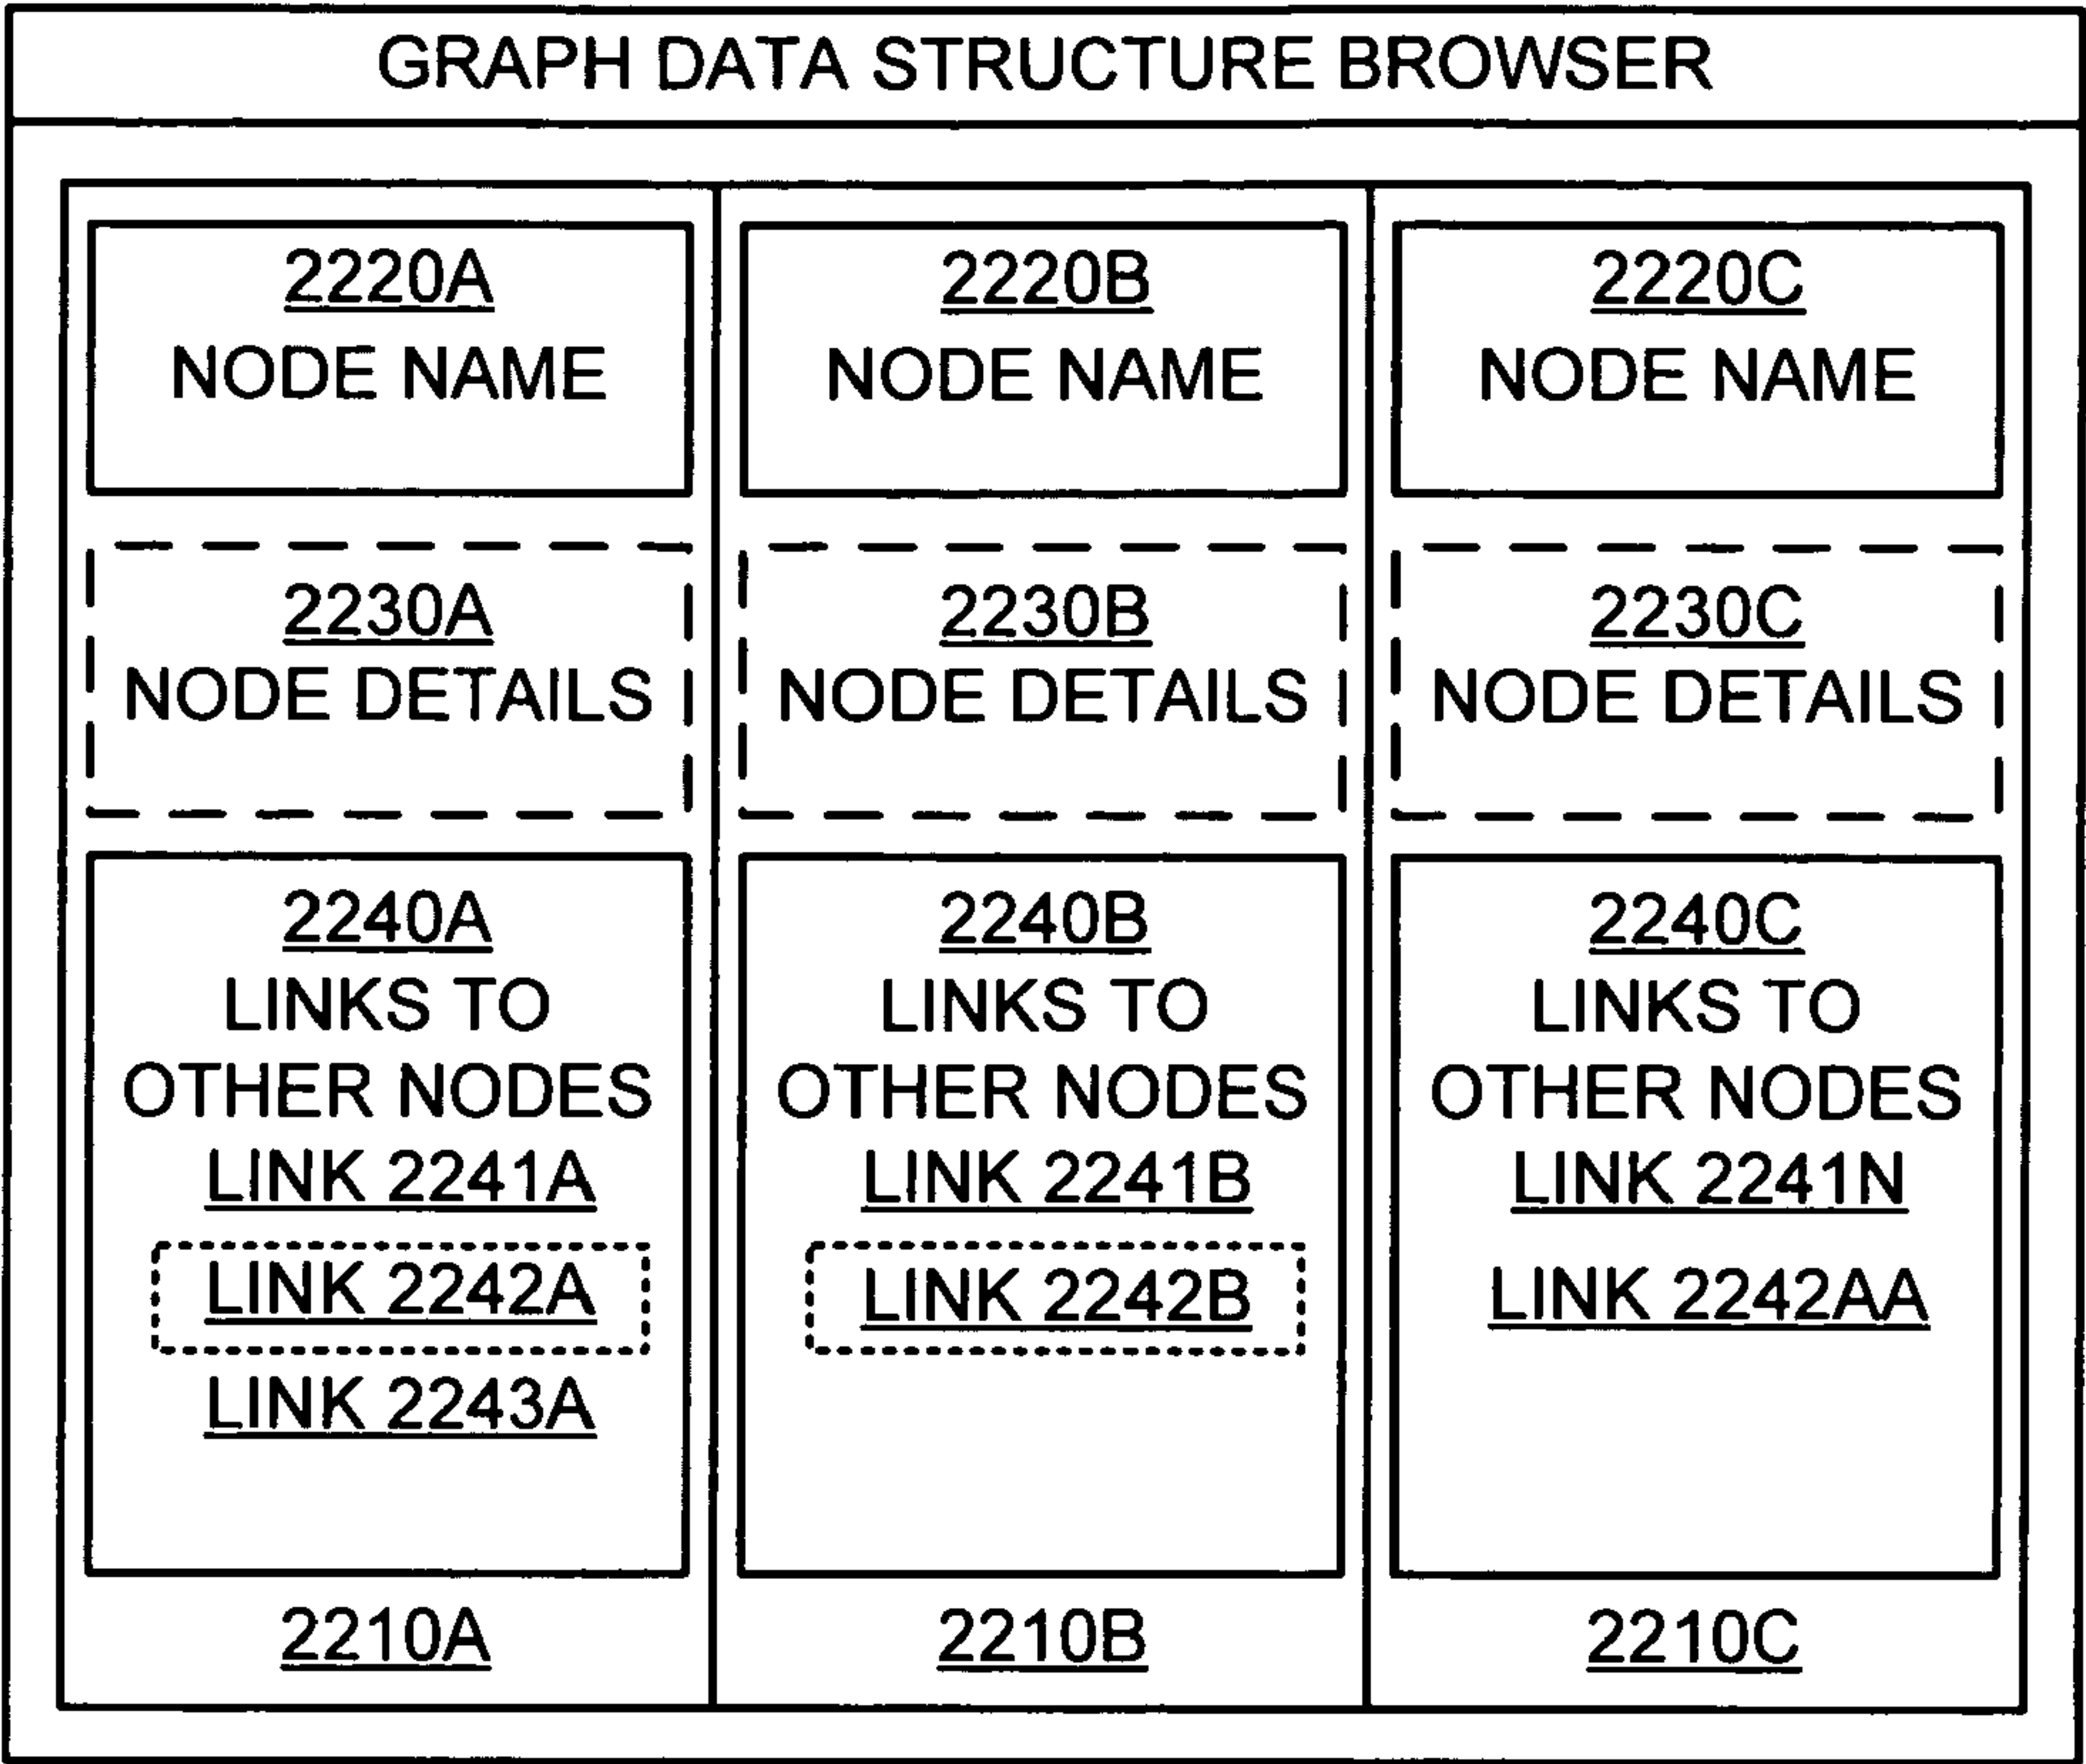 GRAPH DATA STRUCTURE BROWSER
2220A
NODE NAME
2230A
NODE DETAILS
2240A
LINKS TO
OTHER NODES
LINK 2241A
LINK 2242A
LINK 2243A
2210A
2220B
NODE NAME
2230B
NODE DETAILS
2240B
LINKS TO
OTHER NODES
LINK 2241B
LINK 2242B
2210B
2220C
NODE NAME
2230C
NODE DETAILS
2240C
LINKS TO
OTHER NODES
LINK 2241N
LINK 2242AA
2210C